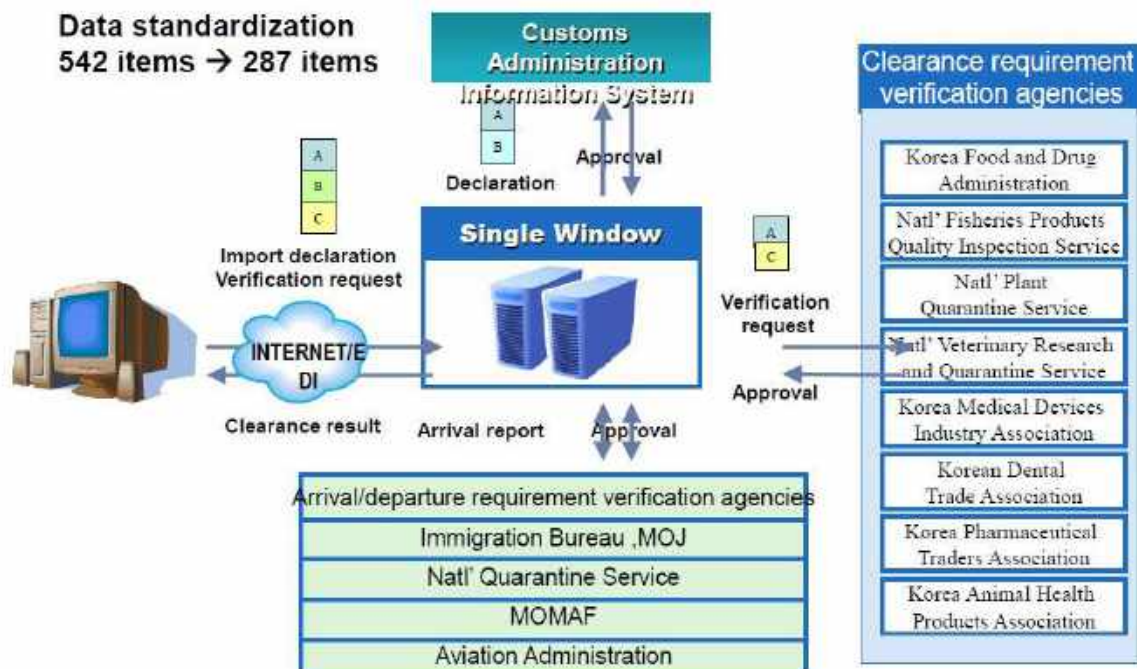 Data standardization
542 items → 287 items
Customs
Administration
Information System
A
B
Declaration
Approval
A
B
C
Import declaration
Verification request
INTERNET/E
DI
Clearance result
Single Window
A
C
Verification
request
Approval
Arrival report
Approval
Arrival/departure requirement verification agencies
Immigration Bureau ,MOJ
Natl' Quarantine Service
MOMAF
Aviation Administration
Clearance requirement
verification agencies
Korea Food and Drug
Administration
Natl' Fisheries Products
Quality Inspection Service
Natl' Plant
Quarantine Service
Natl' Veterinary Research
and Quarantine Service
Korea Medical Devices
Industry Association
Korean Dental
Trade Association
Korea Pharmaceutical
Traders Association
Korea Animal Health
Products Association